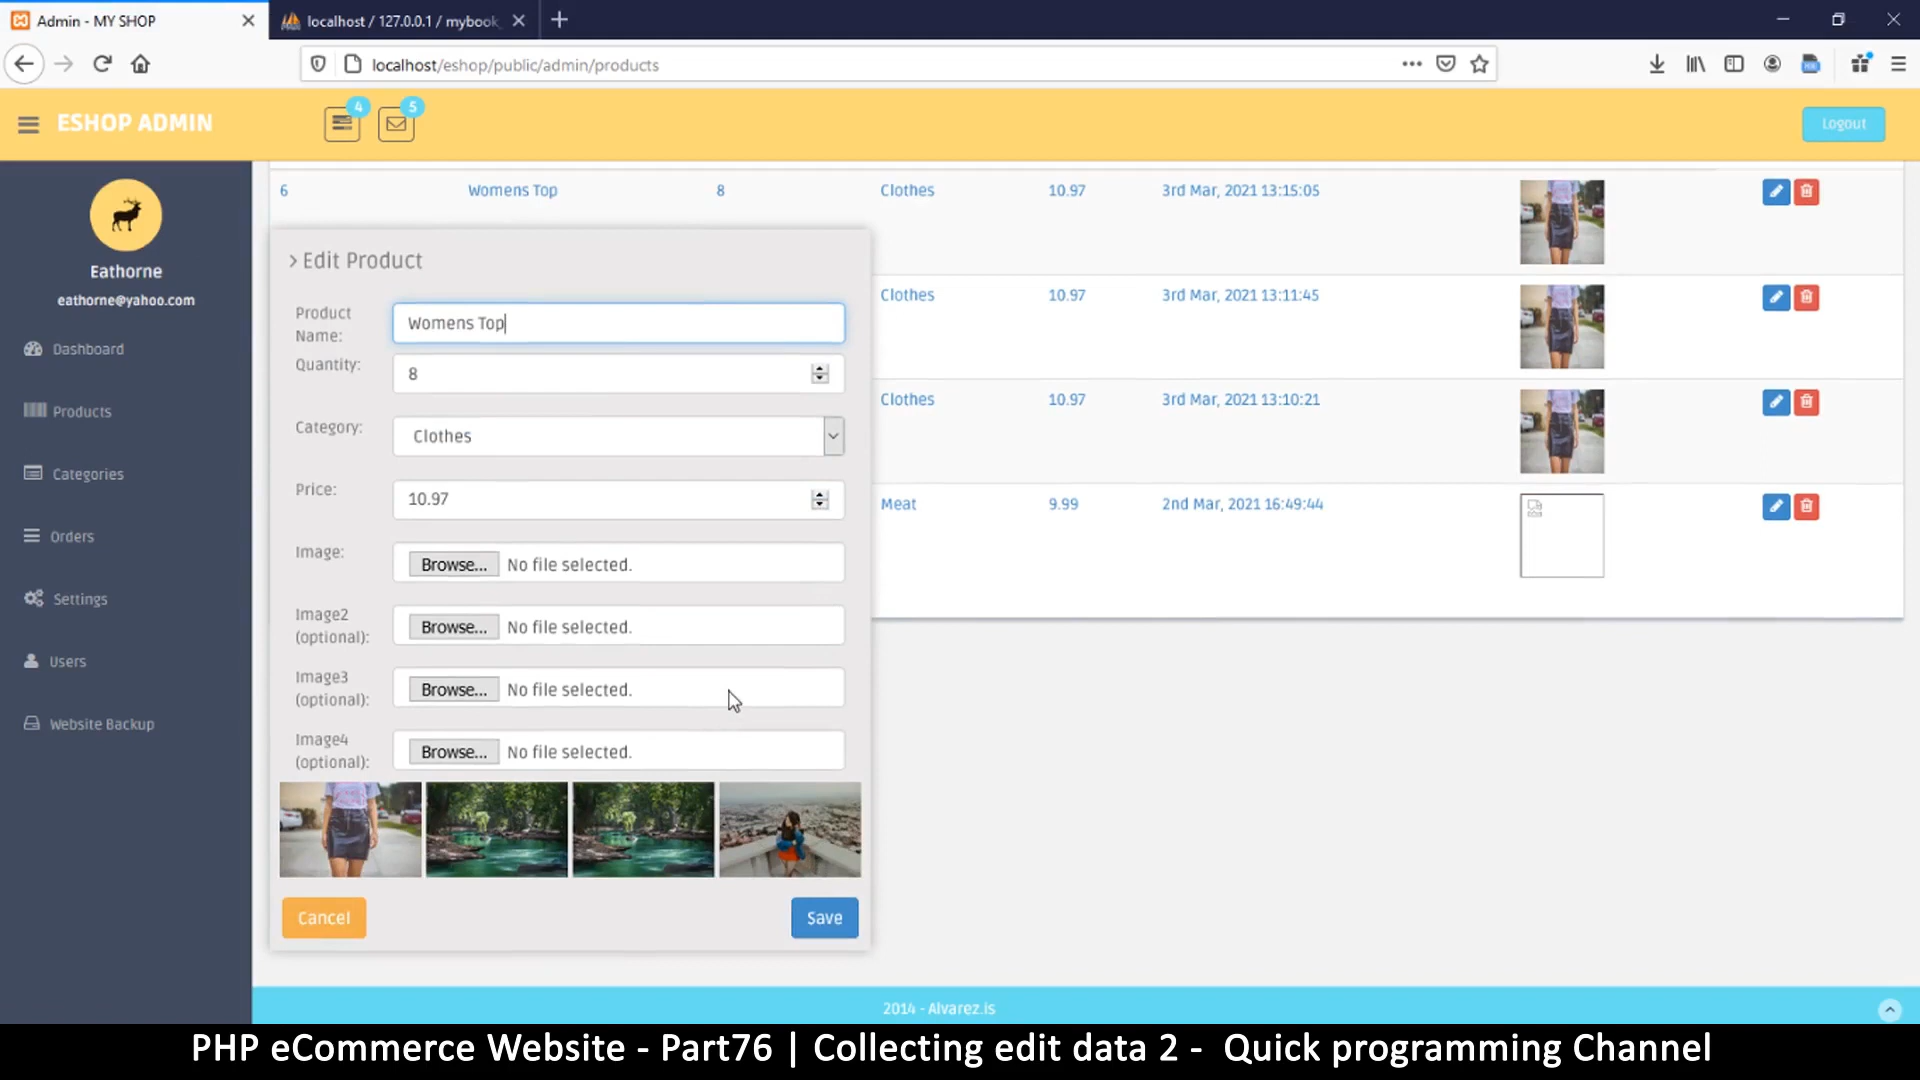 Admin - MY SHOP
localhost / 127.0.0.1 / mybook
localhost/eshop/public/admin/products
ESHOP ADMIN
4
5
Logout
Eathorne
eathorne@yahoo.com
Dashboard
Products
Categories
Orders
Settings
Users
Website Backup
6 Womens Top 8 Clothes 10.97 3rd Mar, 2021 13:15:05
Clothes 10.97 3rd Mar, 2021 13:11:45
Clothes 10.97 3rd Mar, 2021 13:10:21
Meat 9.99 2nd Mar, 2021 16:49:44
> Edit Product
Product Name: Womens Top
Quantity: 8
Category: Clothes
Price: 10.97
Image: Browse... No file selected.
Image2 (optional): Browse... No file selected.
Image3 (optional): Browse... No file selected.
Image4 (optional): Browse... No file selected.
Cancel
Save
2014 - Alvarez.is
PHP eCommerce Website - Part76 | Collecting edit data 2 - Quick programming Channel